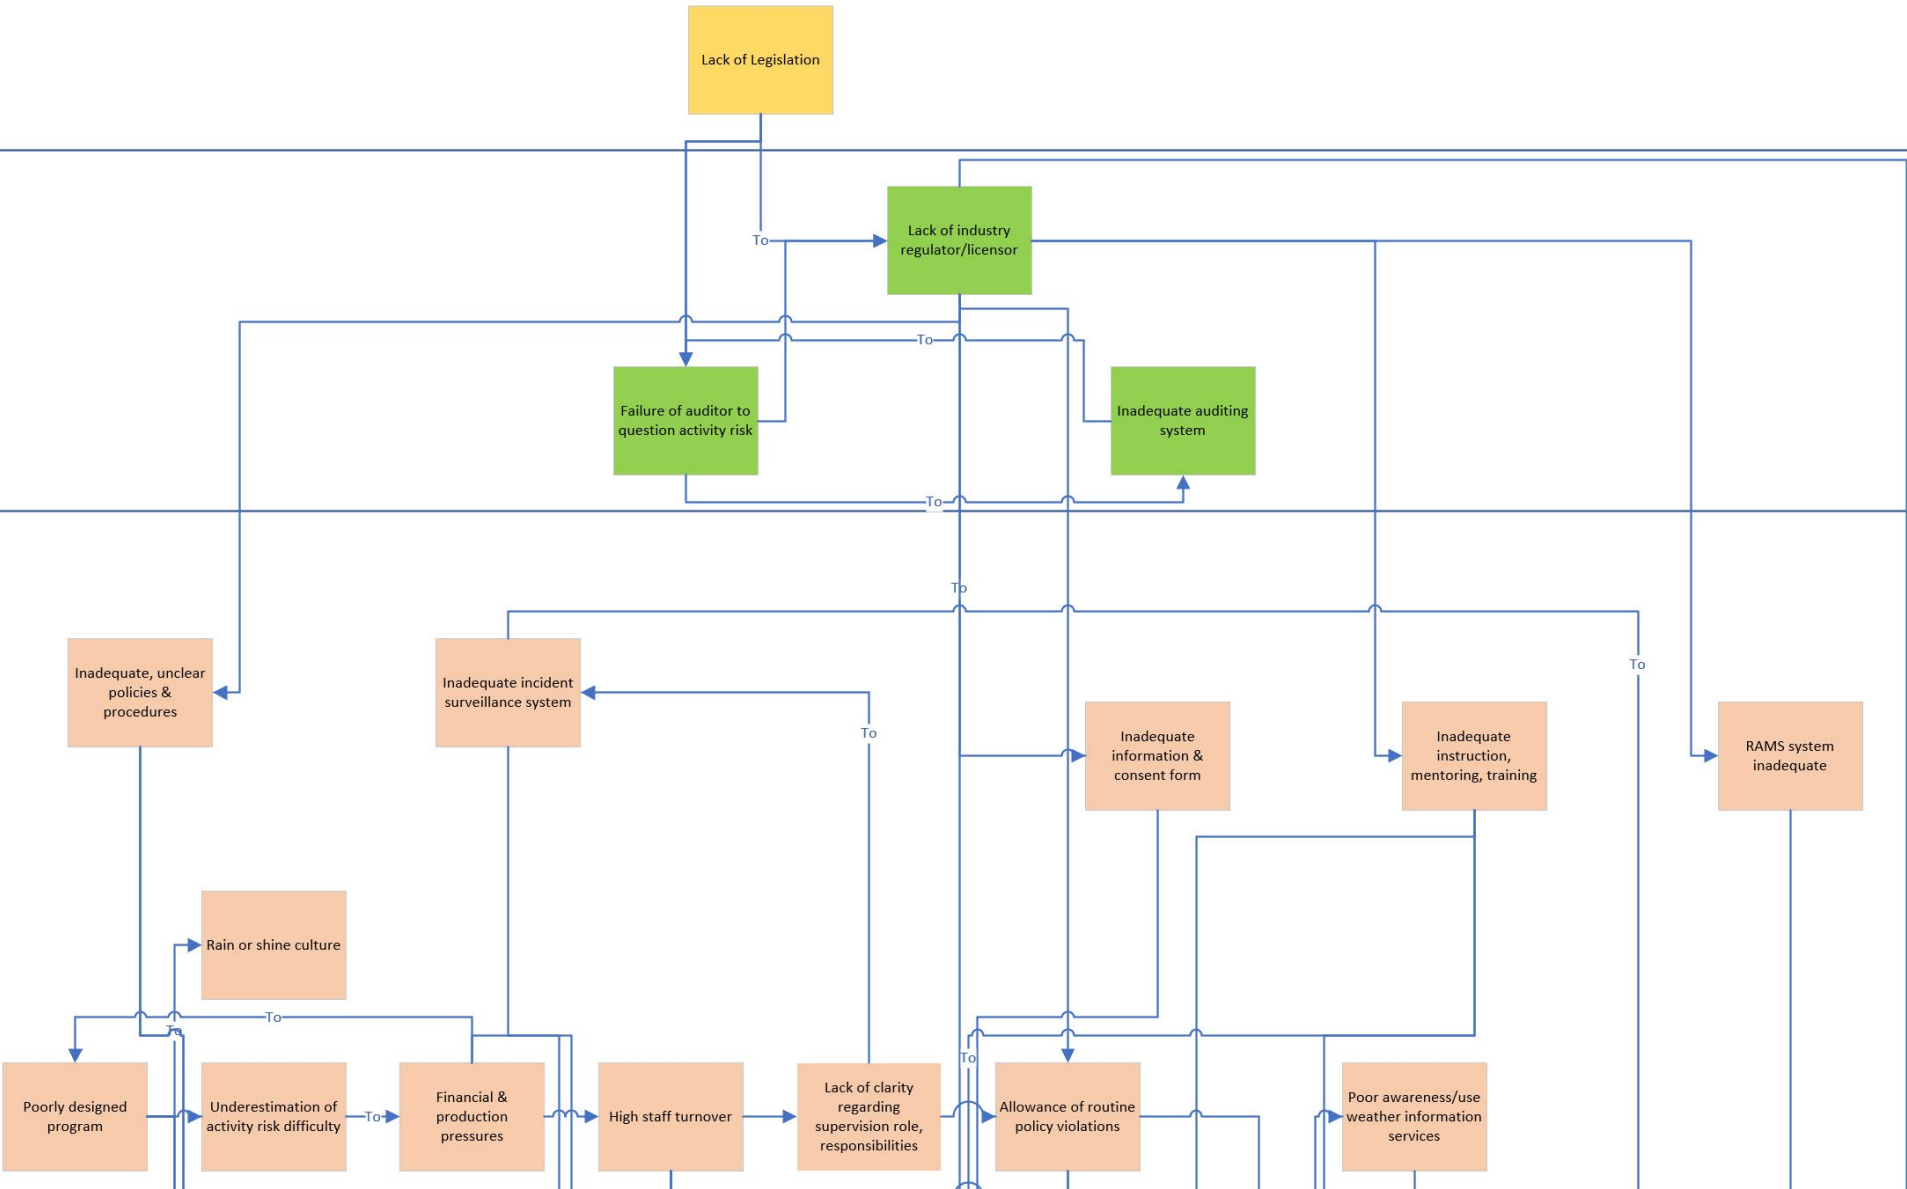 Lack of Legislation
Lack of industry
regulator/licensor
To
To
Failure of auditor to
question activity risk
Inadequate auditing
system
To
To
Inadequate, unclear
policies &
procedures
Inadequate incident
surveillance system
To
To
Inadequate
information &
consent form
Inadequate
instruction,
mentoring, training
RAMS system
inadequate
Rain or shine culture
To
To
To
Poorly designed
program
Underestimation of
activity risk difficulty
To
Financial &
production
pressures
High staff turnover
Lack of clarity
regarding
supervision role,
responsibilities
Allowance of routine
policy violations
Poor awareness/use
weather information
services